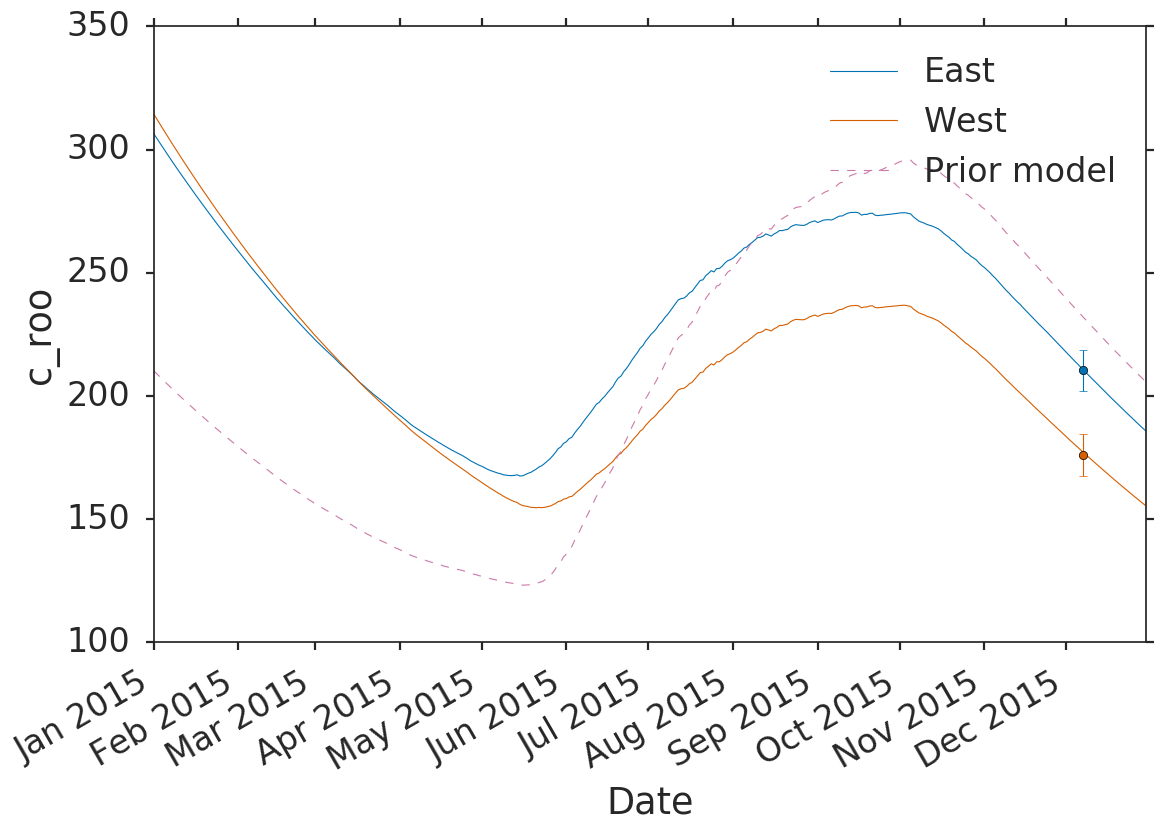 350
300
250
200
150
100
c_roo
East
West
Prior model
Jan 2015
Feb 2015
Mar 2015
Apr 2015
May 2015
Jun 2015
Jul 2015
Aug 2015
Sep 2015
Oct 2015
Nov 2015
Dec 2015
Date